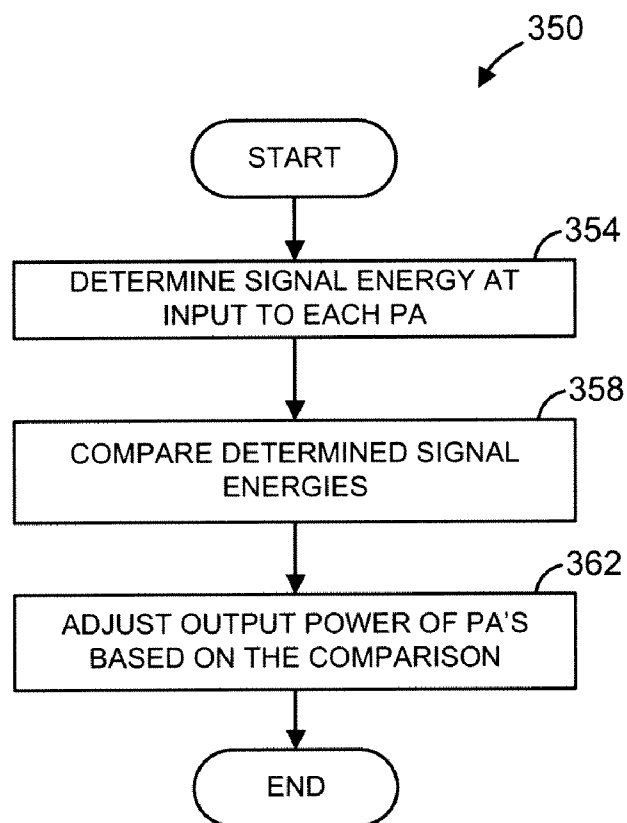 350
START
354
DETERMINE SIGNAL ENERGY AT
INPUT TO EACH PA
358
COMPARE DETERMINED SIGNAL
ENERGIES
362
ADJUST OUTPUT POWER OF PA'S
BASED ON THE COMPARISON
END